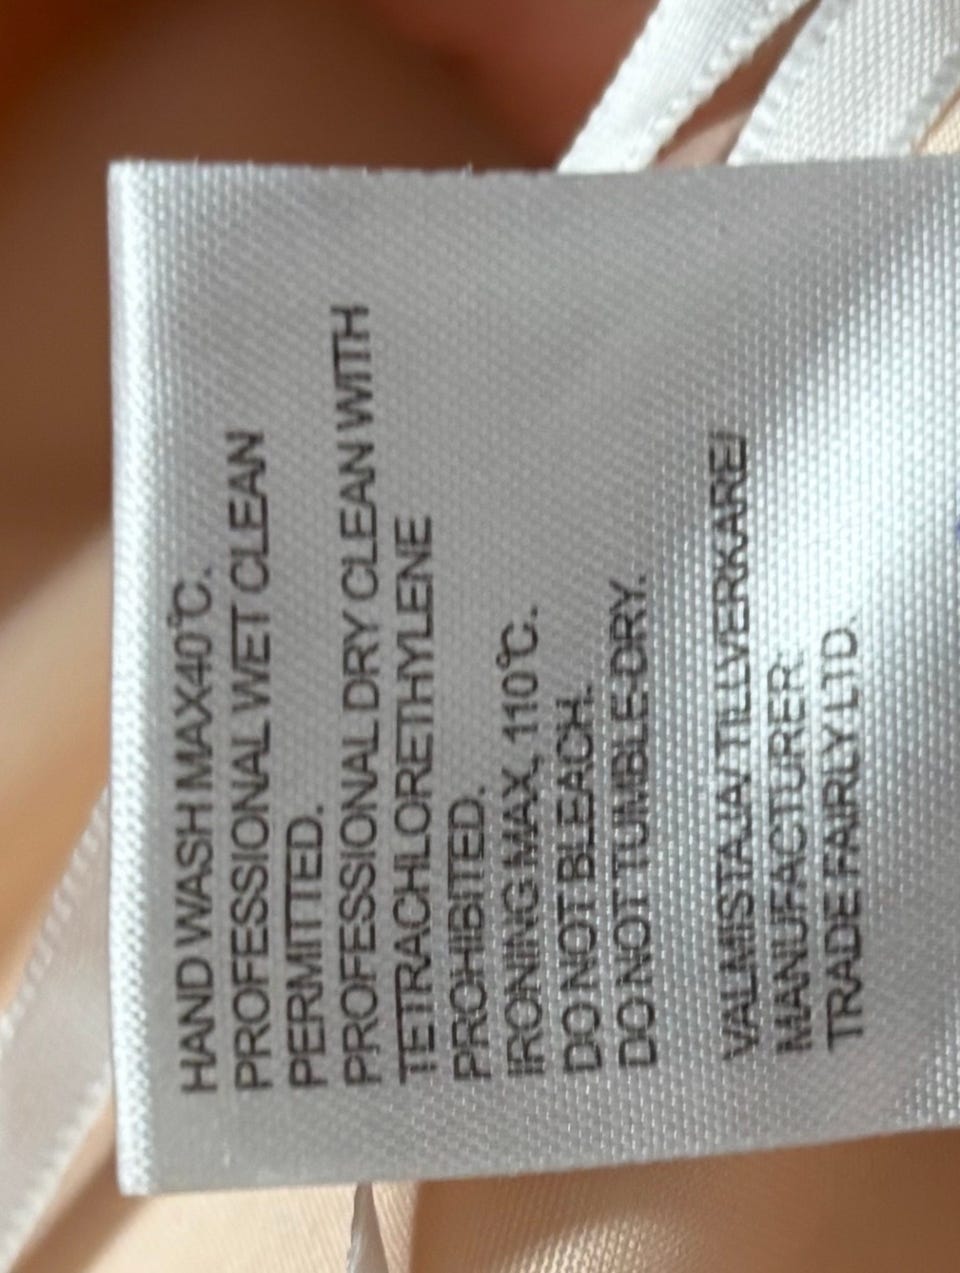 HAND WASH MAX40℃.
PROFESSIONAL WET CLEAN
PERMITTED.
PROFESSIONAL DRY CLEAN WITH
TETRACHLORETHYLENE
PROHIBITED.
IRONING MAX, 110℃.
DO NOT BLEACH.
DO NOT TUMBLE-DRY.
VALMISTAJA/TILLVERKARE/
MANUFACTURER:
TRADE FAIRLY LTD.